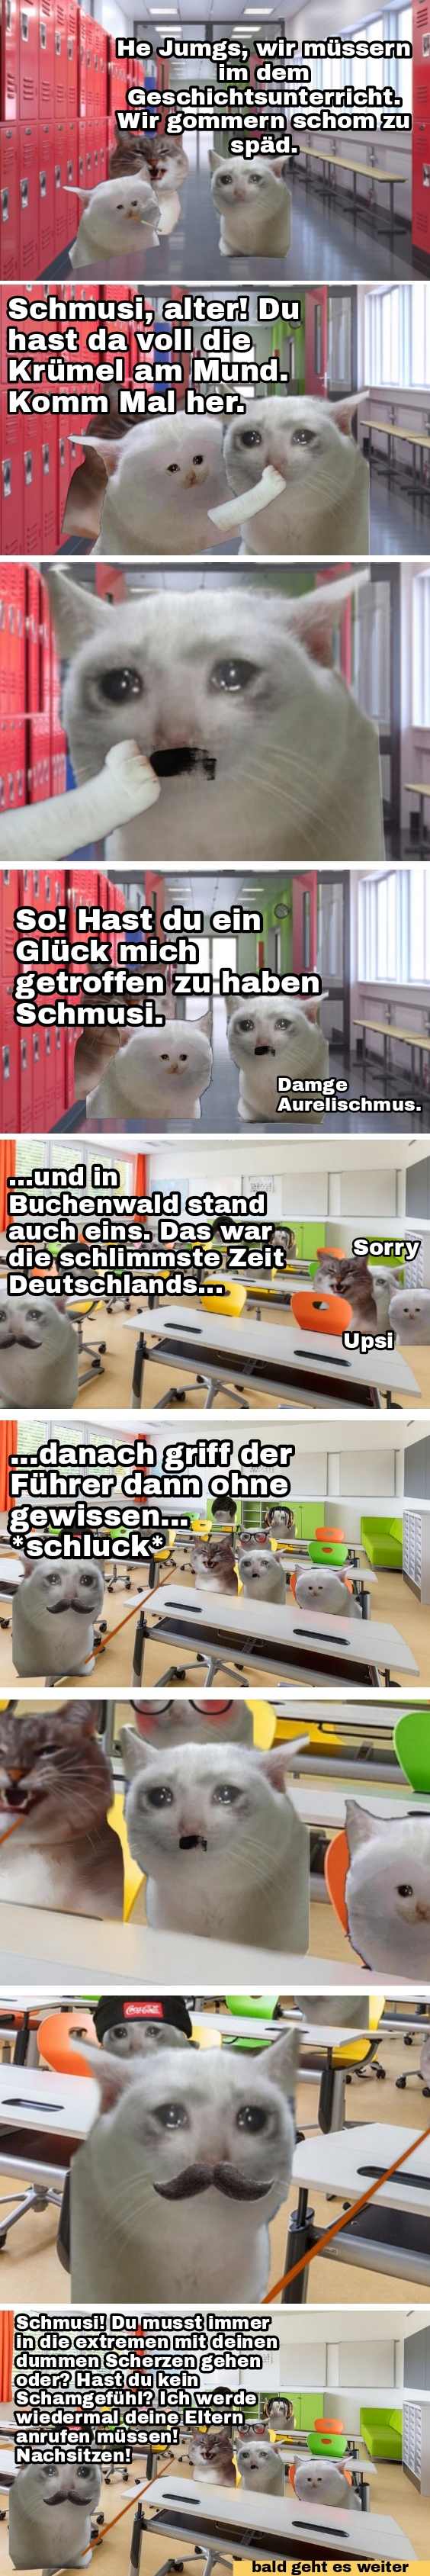 He Jumgs, wir müssern
im dem
Geschichtsunterricht.
Wir gömmern schom zu
späd.
Schmusi, alter! Du
hast da voll die
Krümel am Mund.
Komm Mal her.
So! Hast du ein
Glück mich
getroffen zu haben
Schmusi.
Damge
Aurelischmus.
...und in
Buchenwald stand
auch eins. Das war
die schlimmste Zeit
Deutschlands...
Sorry
Upsi
...danach griff der
Führer dann ohne
gewissen...
*schluck*
Coca-Cola
Schmusi! Du musst immer
in die extremen mit deinen
dummen Scherzen gehen
oder? Hast du kein
Schamgefühl? Ich werde
wiedermal deine Eltern
anrufen müssen!
Nachsitzen!
bald geht es weiter